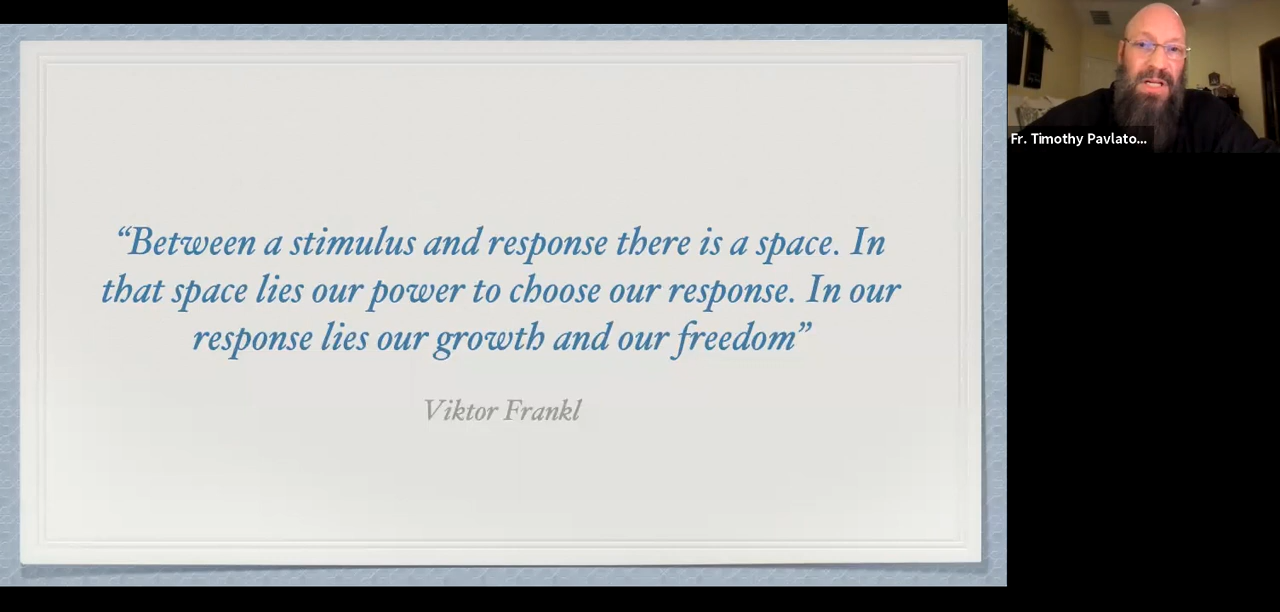 “Between a stimulus and response there is a space. In
that space lies our power to choose our response. In our
response lies our growth and our freedom”
Viktor Frankl
Fr. Timothy Pavlato...